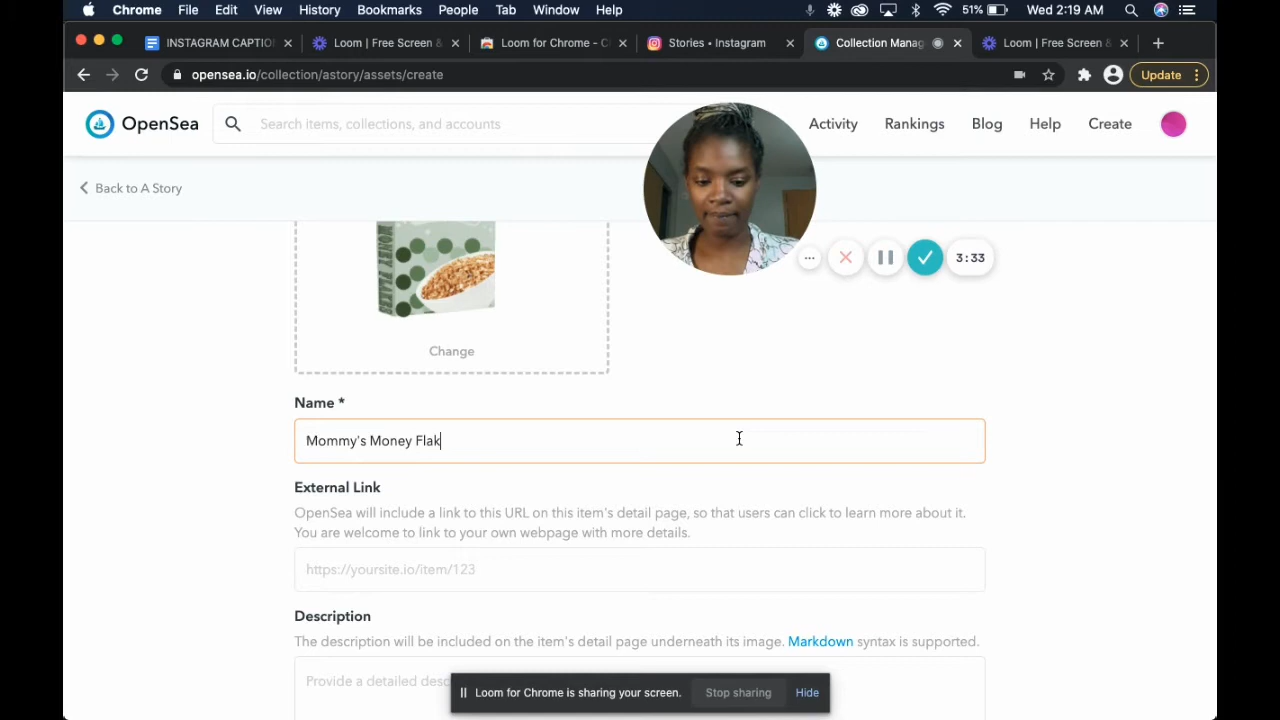 Chrome File Edit View History Bookmarks People Tab Window Help 51% Wed 2:19 AM
INSTAGRAM CAPTIO Loom | Free Screen & Loom for Chrome - C Stories • Instagram Collection Manag Loom | Free Screen &
opensea.io/collection/astory/assets/create Update
OpenSea Search items, collections, and accounts Activity Rankings Blog Help Create
Back to A Story
3:33
Change
Name *
Mommy's Money Flak
External Link
OpenSea will include a link to this URL on this item's detail page, so that users can click to learn more about it.
You are welcome to link to your own webpage with more details.
https://yoursite.io/item/123
Description
The description will be included on the item's detail page underneath its image. Markdown syntax is supported.
Provide a detailed desc
Loom for Chrome is sharing your screen. Stop sharing Hide